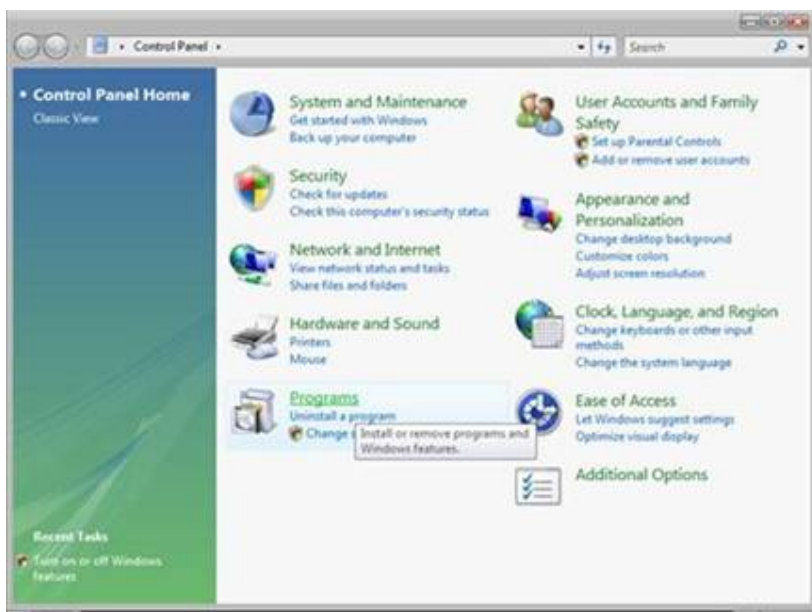 Control Panel
Search
Control Panel Home
Classic View
System and Maintenance
Get started with Windows
Back up your computer
Security
Check for updates
Check this computer's security status
Network and Internet
View network status and tasks
Share files and folders
Hardware and Sound
Printers
Mouse
Programs
Uninstall a program
Change
Install or remove programs and
Windows features.
User Accounts and Family
Safety
Set up Parental Controls
Add or remove user accounts
Appearance and
Personalization
Change desktop background
Customize colors
Adjust screen resolution
Clock, Language, and Region
Change keyboards or other input
methods
Change the system language
Ease of Access
Let Windows suggest settings
Optimize visual display
Additional Options
Recent Tasks
Turn on or off Windows
features